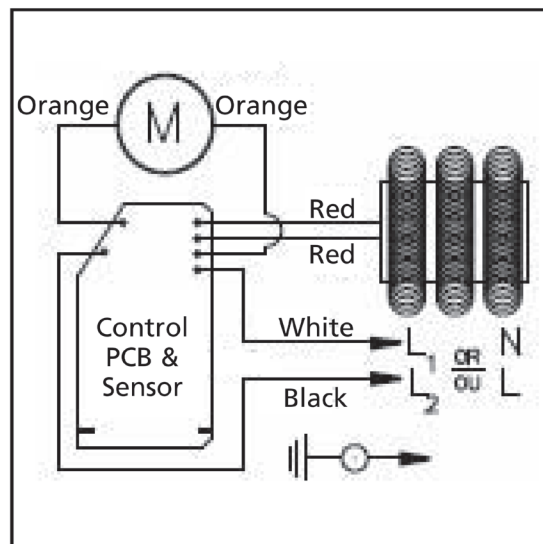 Orange M Orange
Red
Red
Control
PCB &
Sensor
White L1 OR N
Black L2 OU L